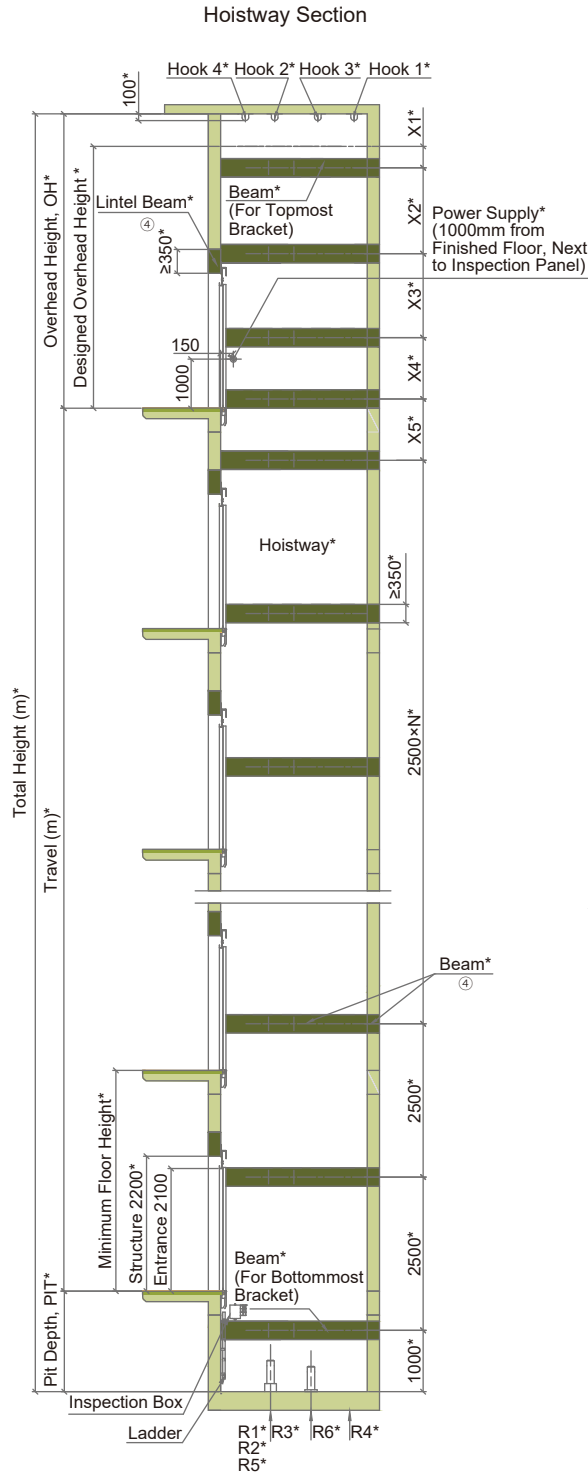 Hoistway Section
Hook 4* Hook 2* Hook 3* Hook 1*
100*
X1*
Beam*
(For Topmost
Bracket)
X2*
Lintel Beam*
④
≥350*
Power Supply*
(1000mm from
Finished Floor, Next
to Inspection Panel)
Overhead Height, OH*
Designed Overhead Height *
X3*
150
1000
X4*
X5*
Hoistway*
≥350*
Total Height (m)*
Travel (m)*
2500×N*
Beam*
④
2500*
Minimum Floor Height*
Structure 2200*
Entrance 2100
2500*
Beam*
(For Bottommost
Bracket)
Pit Depth, PIT*
1000*
Inspection Box
Ladder
R1* R3* R6* R4*
R2*
R5*